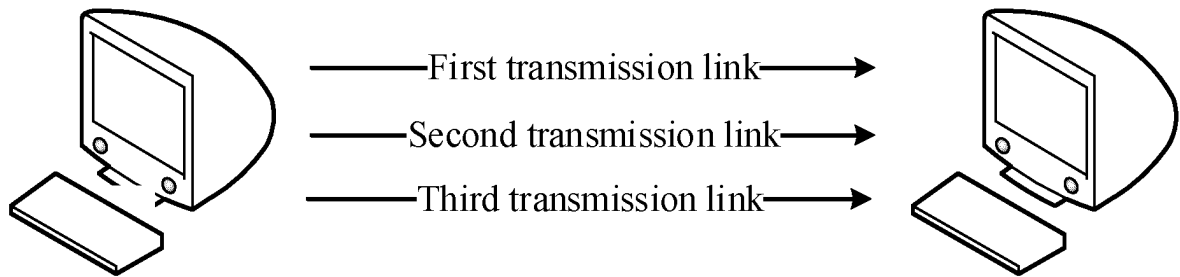 First transmission link
Second transmission link
Third transmission link